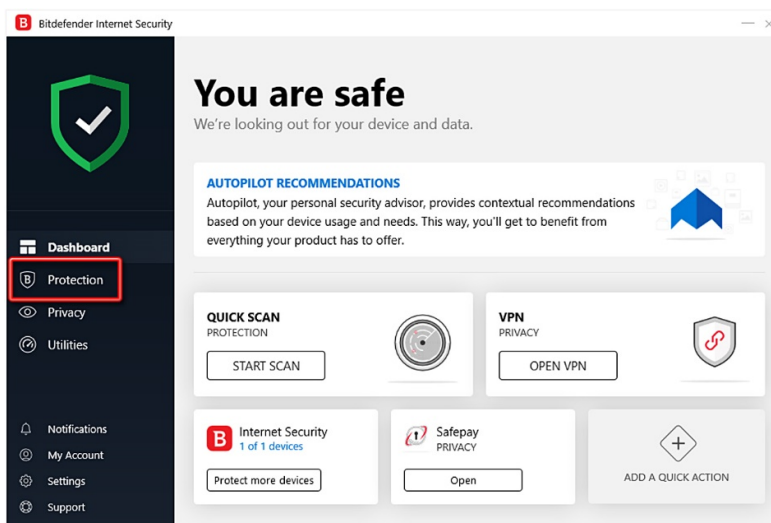 B Bitdefender Internet Security
You are safe
We're looking out for your device and data.
AUTOPILOT RECOMMENDATIONS
Autopilot, your personal security advisor, provides contextual recommendations
based on your device usage and needs. This way, you'll get to benefit from
everything your product has to offer.
Dashboard
B Protection
Privacy
Utilities
Notifications
My Account
Settings
Support
QUICK SCAN
PROTECTION
START SCAN
VPN
PRIVACY
OPEN VPN
B Internet Security
1 of 1 devices
Protect more devices
Safepay
PRIVACY
Open
ADD A QUICK ACTION